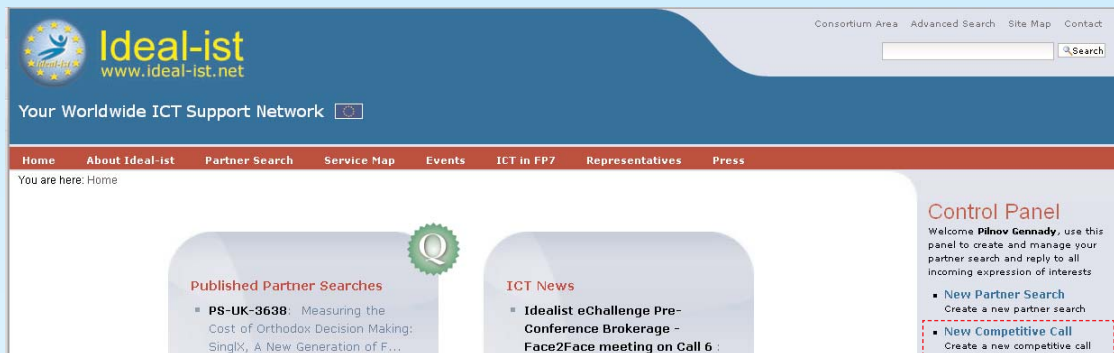 Consortium Area Advanced Search Site Map Contact
Search
Ideal-ist
www.ideal-ist.net
Your Worldwide ICT Support Network
Home About Ideal-ist Partner Search Service Map Events ICT in FP7 Representatives Press
You are here: Home
Q
Published Partner Searches
PS-UK-3638: Measuring the
Cost of Orthodox Decision Making:
SinglX, A New Generation of F...
ICT News
Idealist eChallenge Pre-
Conference Brokerage -
Face2Face meeting on Call 6 :
Control Panel
Welcome Pilnov Gennady, use this
panel to create and manage your
partner search and reply to all
incoming expression of interests
New Partner Search
Create a new partner search
New Competitive Call
Create a new competitive call